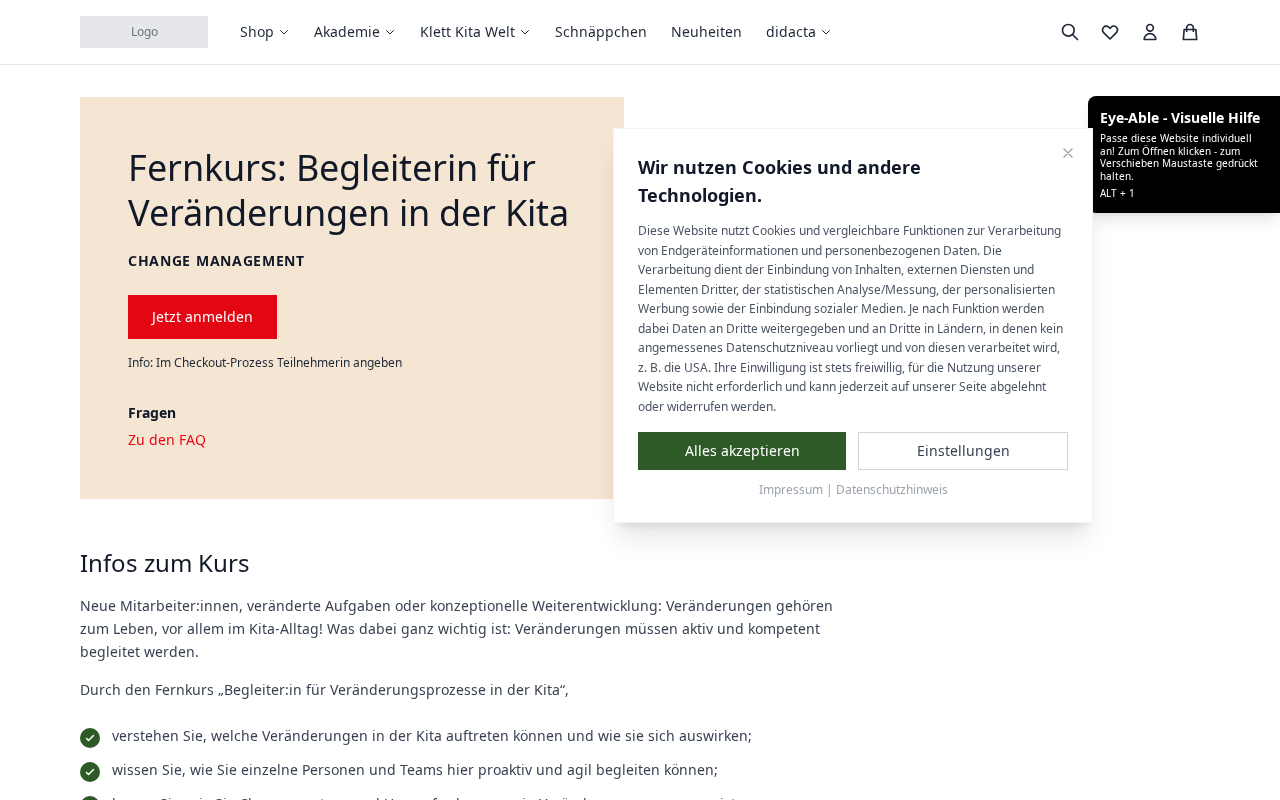 Logo
Shop
Akademie
Klett Kita Welt
Schnäppchen
Neuheiten
didacta
Fernkurs: Begleiterin für
Veränderungen in der Kita
CHANGE MANAGEMENT
Jetzt anmelden
Info: Im Checkout-Prozess Teilnehmerin angeben
Fragen
Zu den FAQ
Wir nutzen Cookies und andere
Technologien.
Diese Website nutzt Cookies und vergleichbare Funktionen zur Verarbeitung
von Endgeräteinformationen und personenbezogenen Daten. Die
Verarbeitung dient der Einbindung von Inhalten, externen Diensten und
Elementen Dritter, der statistischen Analyse/Messung, der personalisierten
Werbung sowie der Einbindung sozialer Medien. Je nach Funktion werden
dabei Daten an Dritte weitergegeben und an Dritte in Ländern, in denen kein
angemessenes Datenschutzniveau vorliegt und von diesen verarbeitet wird,
z. B. die USA. Ihre Einwilligung ist stets freiwillig, für die Nutzung unserer
Website nicht erforderlich und kann jederzeit auf unserer Seite abgelehnt
oder widerrufen werden.
Alles akzeptieren
Einstellungen
Impressum | Datenschutzhinweis
Eye-Able - Visuelle Hilfe
Passe diese Website individuell
an! Zum Öffnen klicken - zum
Verschieben Maustaste gedrückt
halten.
ALT + 1
Infos zum Kurs
Neue Mitarbeiter:innen, veränderte Aufgaben oder konzeptionelle Weiterentwicklung: Veränderungen gehören
zum Leben, vor allem im Kita-Alltag! Was dabei ganz wichtig ist: Veränderungen müssen aktiv und kompetent
begleitet werden.
Durch den Fernkurs „Begleiter:in für Veränderungsprozesse in der Kita“,
verstehen Sie, welche Veränderungen in der Kita auftreten können und wie sie sich auswirken;
wissen Sie, wie Sie einzelne Personen und Teams hier proaktiv und agil begleiten können;